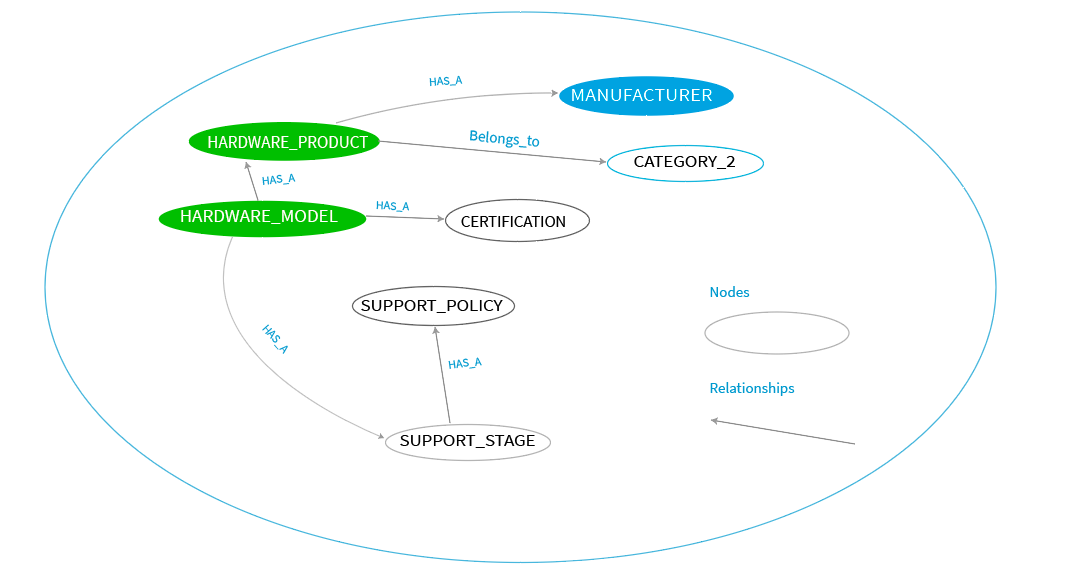 HAS_A
MANUFACTURER
HARDWARE_PRODUCT
Belongs_to
CATEGORY_2
HAS_A
HARDWARE_MODEL
HAS_A
CERTIFICATION
SUPPORT_POLICY
Nodes
HAS_A
HAS_A
Relationships
SUPPORT_STAGE